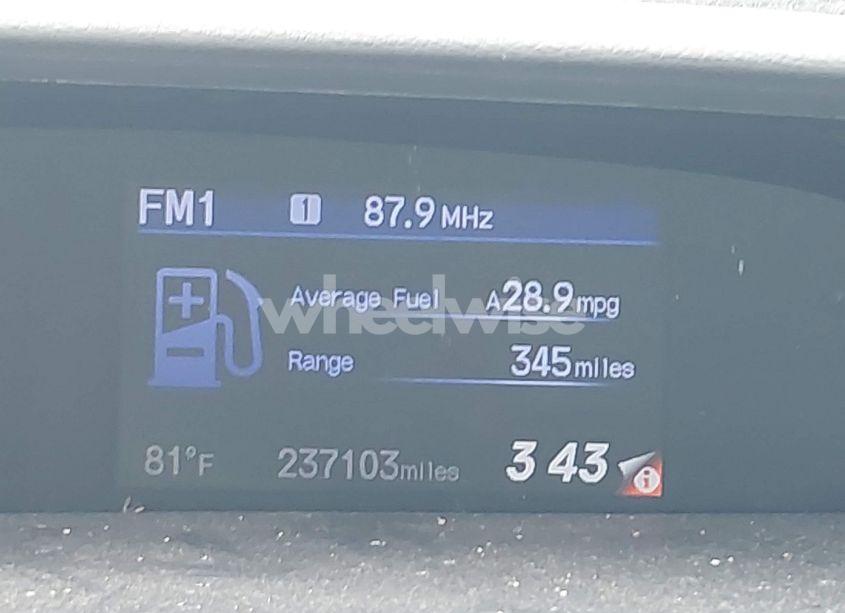 FM1 1 87.9 MHz
Average Fuel A28.9mpg
wheelwise
Range 345miles
81°F 237103miles 3 43 i